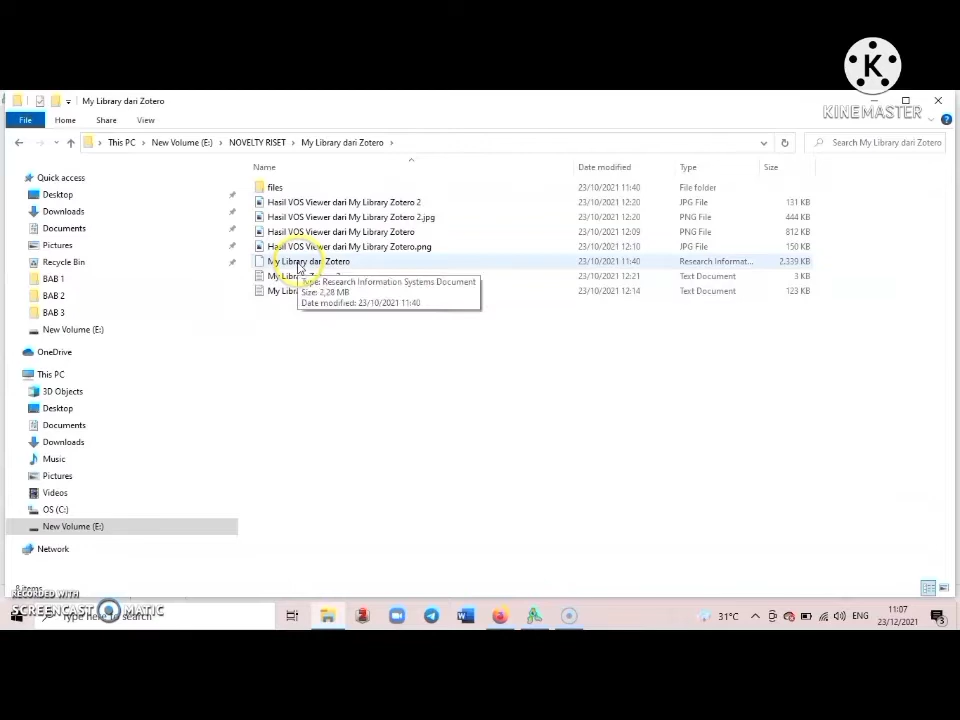 K
KINEMASTER
My Library dari Zotero
File Home Share View
This PC New Volume (E:) NOVELTY RISET My Library dari Zotero
Search My Library dari Zotero
Name Date modified Type Size
files 23/10/2021 11:40 File folder
Hasil VOS Viewer dari My Library Zotero 2 23/10/2021 12:20 JPG File 131 KB
Hasil VOS Viewer dari My Library Zotero 2.jpg 23/10/2021 12:20 PNG File 444 KB
Hasil VOS Viewer dari My Library Zotero 23/10/2021 12:09 PNG File 812 KB
Hasil VOS Viewer dari My Library Zotero.png 23/10/2021 12:10 JPG File 150 KB
My Library dari Zotero 23/10/2021 11:40 Research Informat... 2.339 KB
My 23/10/2021 12:21 Text Document 3 KB
My 23/10/2021 12:14 Text Document 123 KB
Type: Research Information Systems Document
Size: 2,28 MB
Date modified: 23/10/2021 11:40
Quick access
Desktop
Downloads
Documents
Pictures
Recycle Bin
BAB 1
BAB 2
BAB 3
New Volume (E:)
OneDrive
This PC
3D Objects
Desktop
Documents
Downloads
Music
Pictures
Videos
OS (C:)
New Volume (E:)
Network
8 items
RECORDED WITH
SCREENCAST MATIC
Type here to search
31°C ENG
11:07
23/12/2021
3